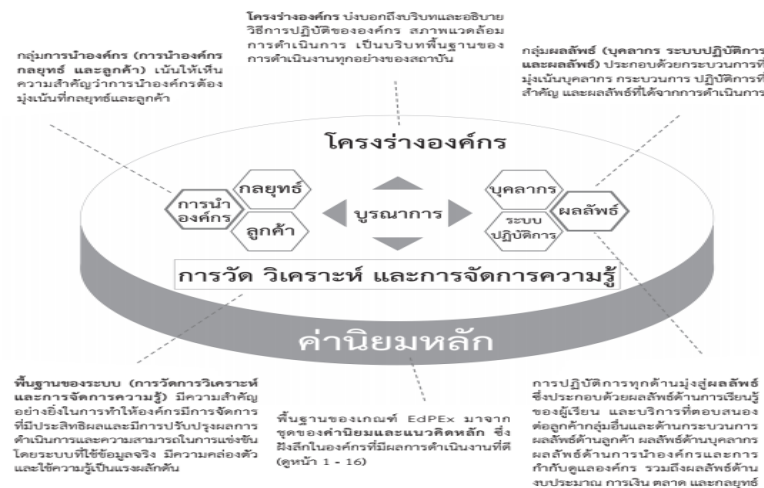 โครงร่างองค์กร บ่งบอกถึงบริบทและอธิบาย
วิธีการปฏิบัติขององค์กร สภาพแวดล้อม
การดำเนินการ เป็นบริบทพื้นฐานของ
การดำเนินงานทุกอย่างของสถาบัน
กลุ่มการนำองค์กร (การนำองค์กร
กลยุทธ์ และลูกค้า) เน้นให้เห็น
ความสำคัญว่าการนำองค์กรต้อง
มุ่งเน้นที่กลยุทธ์และลูกค้า
กลุ่มผลลัพธ์ (บุคลากร ระบบปฏิบัติการ
และผลลัพธ์) ประกอบด้วยกระบวนการที่
มุ่งเน้นบุคลากร กระบวนการ ปฏิบัติการที่
สำคัญ และผลลัพธ์ที่ได้จากการดำเนินการ
โครงร่างองค์กร
การนำ
องค์กร
กลยุทธ์
ลูกค้า
บูรณาการ
บุคลากร
ระบบ
ปฏิบัติการ
ผลลัพธ์
การวัด วิเคราะห์ และการจัดการความรู้
ค่านิยมหลัก
พื้นฐานของระบบ (การวัดการวิเคราะห์
และการจัดการความรู้) มีความสำคัญ
อย่างยิ่งในการทำให้องค์กรมีการจัดการ
ที่มีประสิทธิผลและมีการปรับปรุงผลการ
ดำเนินการและความสามารถในการแข่งขัน
โดยระบบที่ใช้ข้อมูลจริง มีความคล่องตัว
และใช้ความรู้เป็นแรงผลักดัน
พื้นฐานของเกณฑ์ EdPEx มาจาก
ชุดของค่านิยมและแนวคิดหลัก ซึ่ง
ฝังลึกในองค์กรที่มีผลการดำเนินงานที่ดี
(ดูหน้า 1 - 16)
การปฏิบัติการทุกด้านมุ่งสู่ผลลัพธ์
ซึ่งประกอบด้วยผลลัพธ์ด้านการเรียนรู้
ของผู้เรียน และบริการที่ตอบสนอง
ต่อลูกค้ากลุ่มอื่นและด้านกระบวนการ
ผลลัพธ์ด้านลูกค้า ผลลัพธ์ด้านบุคลากร
ผลลัพธ์ด้านการนำองค์กรและการ
กำกับดูแลองค์กร รวมถึงผลลัพธ์ด้าน
งบประมาณ การเงิน ตลาด และกลยุทธ์